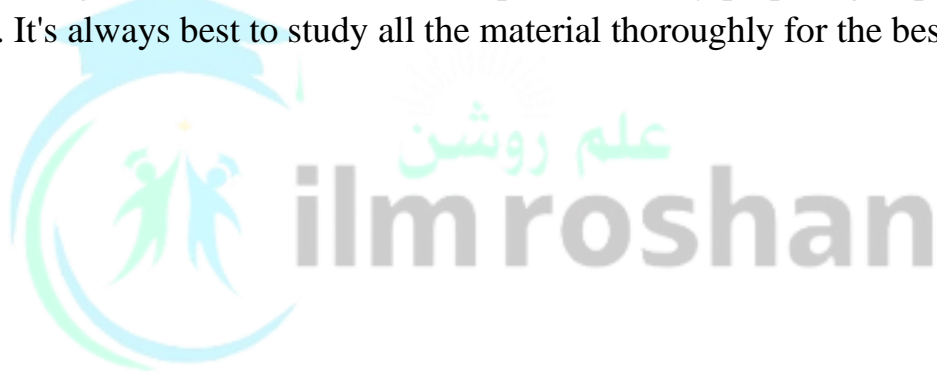 . It's always best to study all the material thoroughly for the bes
علم روشن
ilmroshan